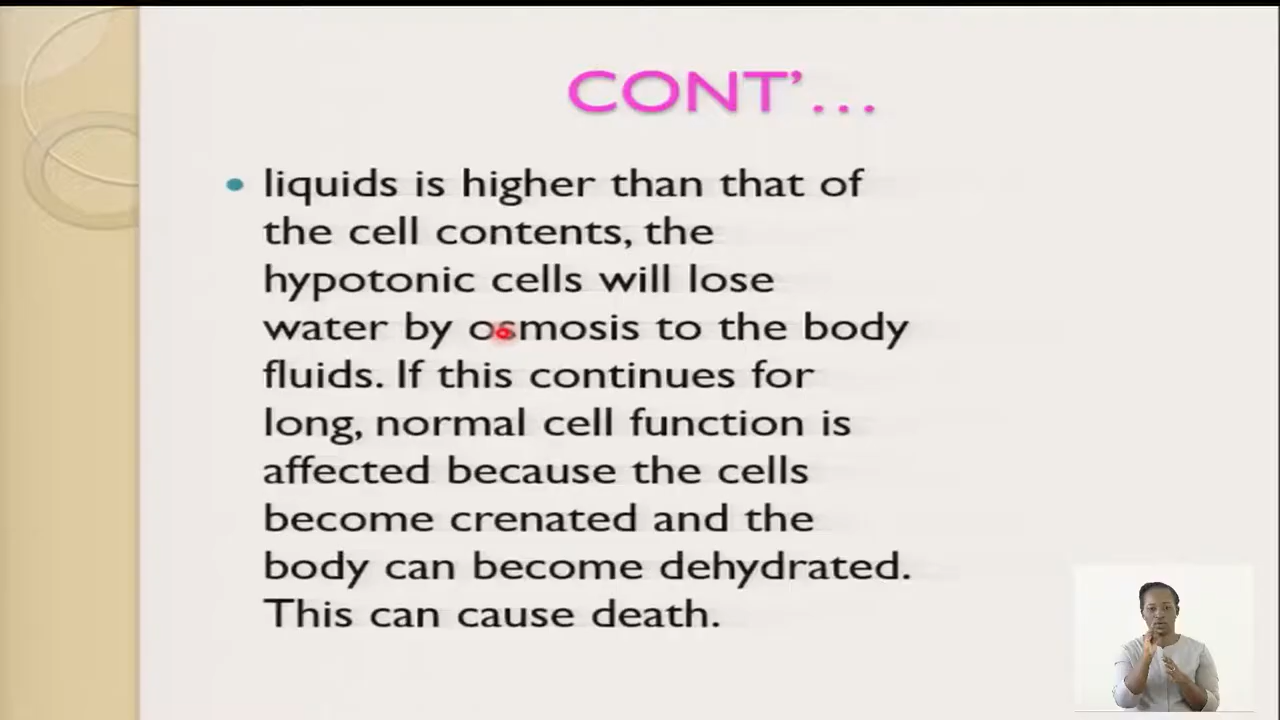 CONT'...
• liquids is higher than that of
the cell contents, the
hypotonic cells will lose
water by osmosis to the body
fluids. If this continues for
long, normal cell function is
affected because the cells
become crenated and the
body can become dehydrated.
This can cause death.